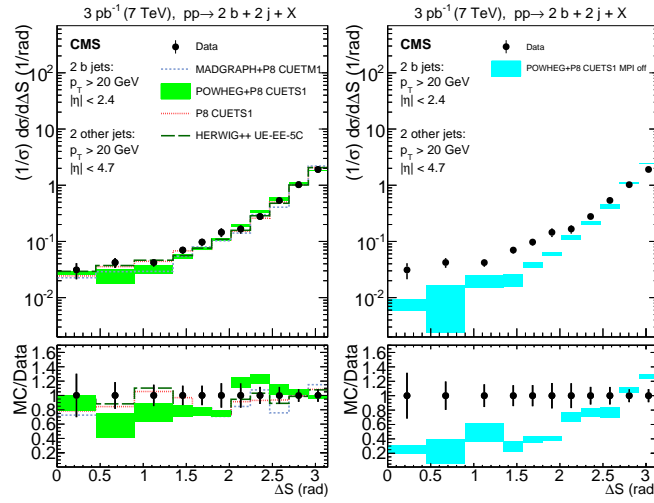 3 pb⁻¹ (7 TeV), pp→ 2 b + 2 j + X
(1/σ) dσ/dΔS (1/rad)
CMS
2 b jets:
p_T > 20 GeV
|η| < 2.4
2 other jets:
p_T > 20 GeV
|η| < 4.7
Data
MADGRAPH+P8 CUETM1
POWHEG+P8 CUETS1
P8 CUETS1
HERWIG++ UE-EE-5C
10²
10
1
10⁻¹
10⁻²
MC/Data
1.6
1.4
1.2
1
0.8
0.6
0.4
0.2
0 0.5 1 1.5 2 2.5 3
ΔS (rad)
3 pb⁻¹ (7 TeV), pp→ 2 b + 2 j + X
(1/σ) dσ/dΔS (1/rad)
CMS
2 b jets:
p_T > 20 GeV
|η| < 2.4
2 other jets:
p_T > 20 GeV
|η| < 4.7
Data
POWHEG+P8 CUETS1 MPI off
10²
10
1
10⁻¹
10⁻²
MC/Data
1.6
1.4
1.2
1
0.8
0.6
0.4
0.2
0 0.5 1 1.5 2 2.5 3
ΔS (rad)